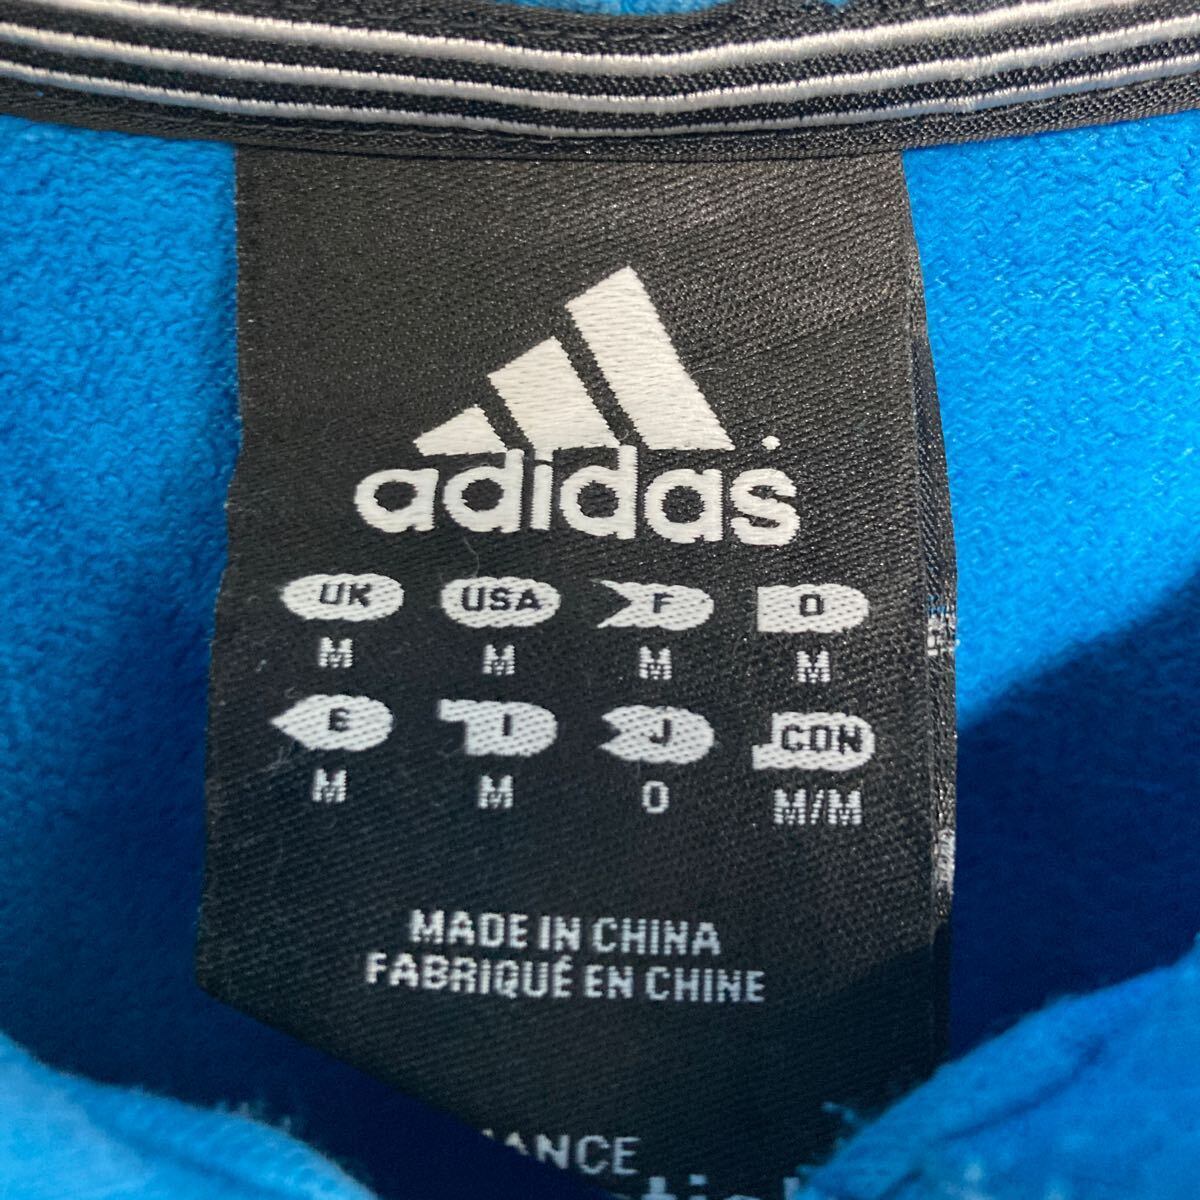 adidas
UK USA F D
M M M M
E I J CON
M M O M/M
MADE IN CHINA
FABRIQUÉ EN CHINE